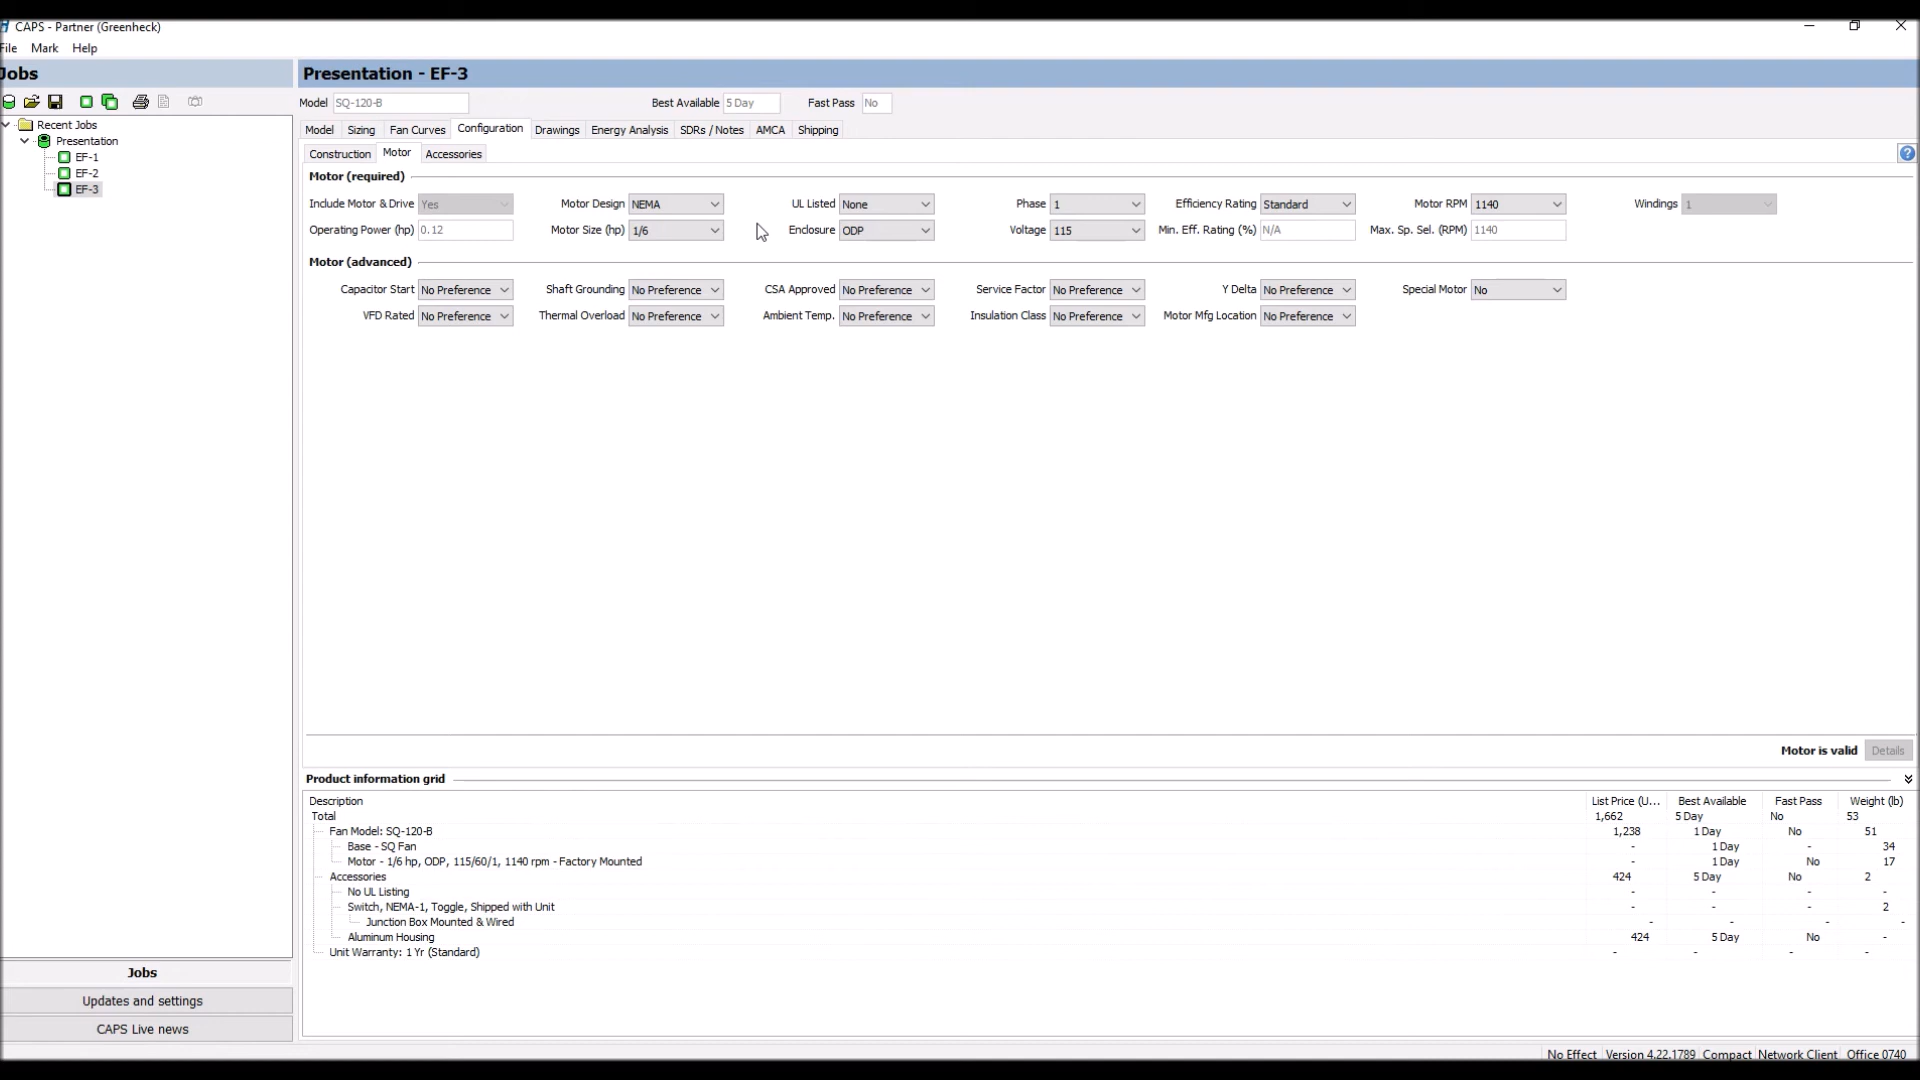 CAPS - Partner (Greenheck)
File Mark Help
Jobs
Recent Jobs
Presentation
EF-1
EF-2
EF-3
Jobs
Updates and settings
CAPS Live news
Presentation - EF-3
Model SQ-120-B Best Available 5 Day Fast Pass No
Model Sizing Fan Curves Configuration Drawings Energy Analysis SDRs / Notes AMCA Shipping
Construction Motor Accessories
Motor (required)
Include Motor & Drive Yes Motor Design NEMA UL Listed None Phase 1 Efficiency Rating Standard Motor RPM 1140 Windings 1
Operating Power (hp) 0.12 Motor Size (hp) 1/6 Enclosure ODP Voltage 115 Min. Eff. Rating (%) N/A Max. Sp. Sel. (RPM) 1140
Motor (advanced)
Capacitor Start No Preference Shaft Grounding No Preference CSA Approved No Preference Service Factor No Preference Y Delta No Preference Special Motor No
VFD Rated No Preference Thermal Overload No Preference Ambient Temp. No Preference Insulation Class No Preference Motor Mfg Location No Preference
Motor is valid Details
Product information grid
Description List Price (U... Best Available Fast Pass Weight (lb)
Total 1,662 5 Day No 53
Fan Model: SQ-120-B 1,238 1 Day No 51
Base - SQ Fan - 1 Day - 34
Motor - 1/6 hp, ODP, 115/60/1, 1140 rpm - Factory Mounted - 1 Day No 17
Accessories 424 5 Day No 2
No UL Listing - - - -
Switch, NEMA-1, Toggle, Shipped with Unit - - - 2
Junction Box Mounted & Wired - - - -
Aluminum Housing 424 5 Day No -
Unit Warranty: 1 Yr (Standard) - - - -
No Effect Version 4.22.1789 Compact Network Client Office 0740